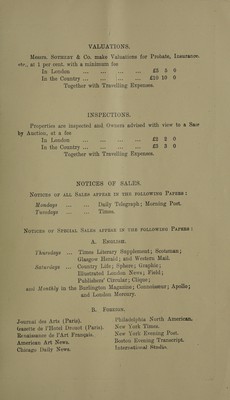 VALUATIONS.
Messrs. SOTHEBY & Co. make Valuations for Probate, Insurance,
etc., at 1 per cent. with a minimum fee
In London ... ... ... ... £5 5 0
In the Country ... ... ... ... £10 10 0
Together with Travelling Expenses.
INSPECTIONS.
Properties are inspected and Owners advised with view to a Sale
by Auction, at a fee
In London ... ... ... ... £2 2 0
In the Country ... ... ... ... £5 5 0
Together with Travelling Expenses.
NOTICES OF SALES.
NOTICES OF ALL SALES APPEAR IN THE FOLLOWING PAPERS :
Mondays ... ... Daily Telegraph; Morning Post.
Tuesdays ... ... Times.
NOTICES OF SPECIAL SALES APPEAR IN THE FOLLOWING PAPERS :
A. ENGLISH.
Thursdays ... Times Literary Supplement; Scotsman;
Glasgow Herald; and Western Mail.
Saturdays ... Country Life; Sphere; Graphic;
Illustrated London News; Field;
Publishers' Circular; Clique;
and Monthly in the Burlington Magazine; Connoisseur; Apollo;
and London Mercury.
B. FOREIGN.
Journal des Arts (Paris).
Gazette de l'Hotel Drouot (Paris).
Renaissance de l'Art Français.
American Art News.
Chicago Daily News.
Philadelphia North American.
New York Times.
New York Evening Post.
Boston Evening Transcript.
International Studio.